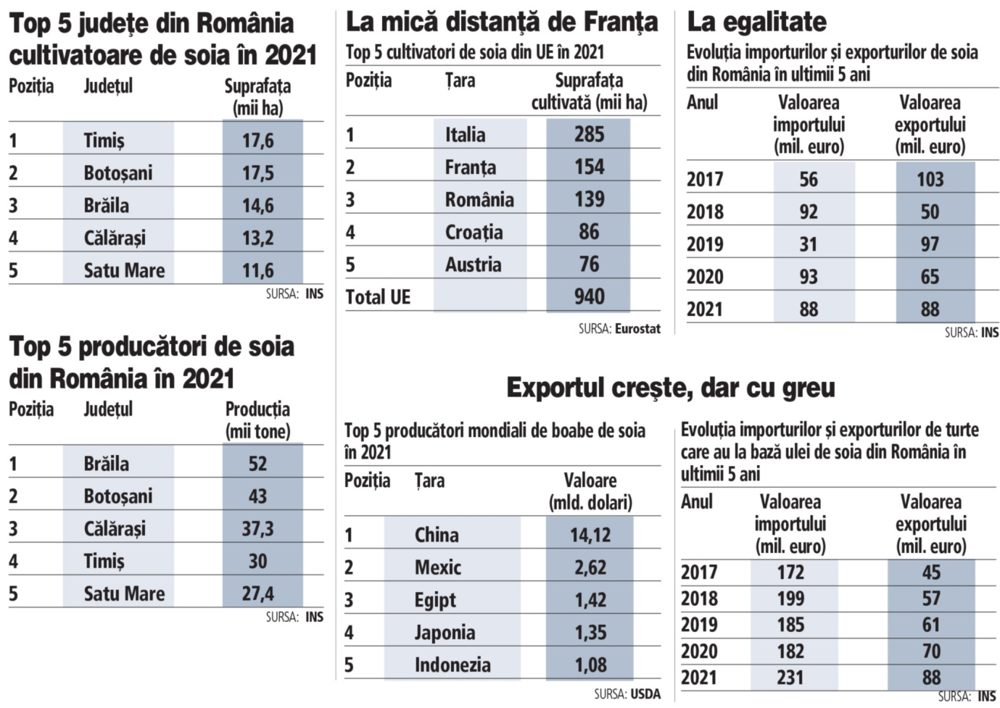 Top 5 județe din România
cultivatoare de soia în 2021
Poziția Județul Suprafața
(mii ha)
1 Timiș 17,6
2 Botoșani 17,5
3 Brăila 14,6
4 Călărași 13,2
5 Satu Mare 11,6
SURSA: INS
Top 5 producători de soia
din România în 2021
Poziția Județul Producția
(mii tone)
1 Brăila 52
2 Botoșani 43
3 Călărași 37,3
4 Timiș 30
5 Satu Mare 27,4
SURSA: INS
La mică distanță de Franța
Top 5 cultivatori de soia din UE în 2021
Poziția Țara Suprafața
cultivată (mii ha)
1 Italia 285
2 Franța 154
3 România 139
4 Croația 86
5 Austria 76
Total UE 940
SURSA: Eurostat
La egalitate
Evoluția importurilor și exporturilor de soia
din România în ultimii 5 ani
Anul Valoarea Valoarea
importului exportului
(mil. euro) (mil. euro)
2017 56 103
2018 92 50
2019 31 97
2020 93 65
2021 88 88
SURSA: INS
Exportul crește, dar cu greu
Top 5 producători mondiali de boabe de soia
în 2021
Poziția Țara Valoare
(mld. dolari)
1 China 14,12
2 Mexic 2,62
3 Egipt 1,42
4 Japonia 1,35
5 Indonezia 1,08
SURSA: USDA
Evoluția importurilor și exporturilor de turte
care au la bază ulei de soia din România în
ultimii 5 ani
Anul Valoarea Valoarea
importului exportului
(mil. euro) (mil. euro)
2017 172 45
2018 199 57
2019 185 61
2020 182 70
2021 231 88
SURSA: INS